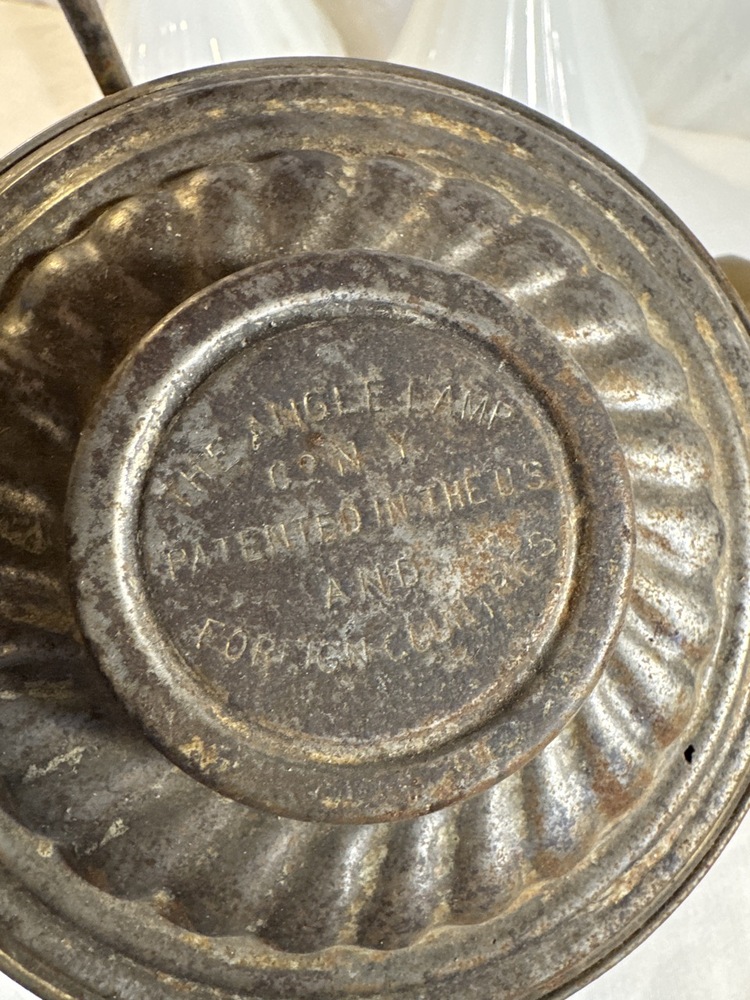 THE ANGLE LAMP
CO. N.Y.
PATENTED IN THE U.S.
AND
FOREIGN COUNTRIES